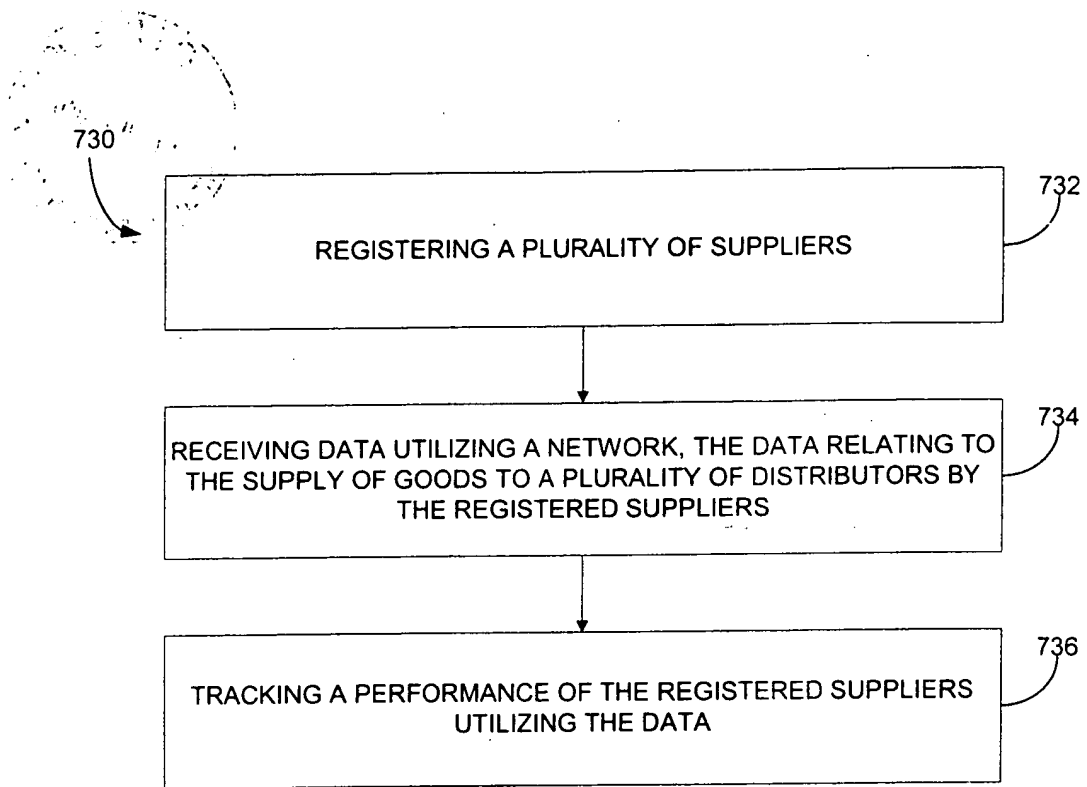 730
732
REGISTERING A PLURALITY OF SUPPLIERS
734
RECEIVING DATA UTILIZING A NETWORK, THE DATA RELATING TO
THE SUPPLY OF GOODS TO A PLURALITY OF DISTRIBUTORS BY
THE REGISTERED SUPPLIERS
736
TRACKING A PERFORMANCE OF THE REGISTERED SUPPLIERS
UTILIZING THE DATA